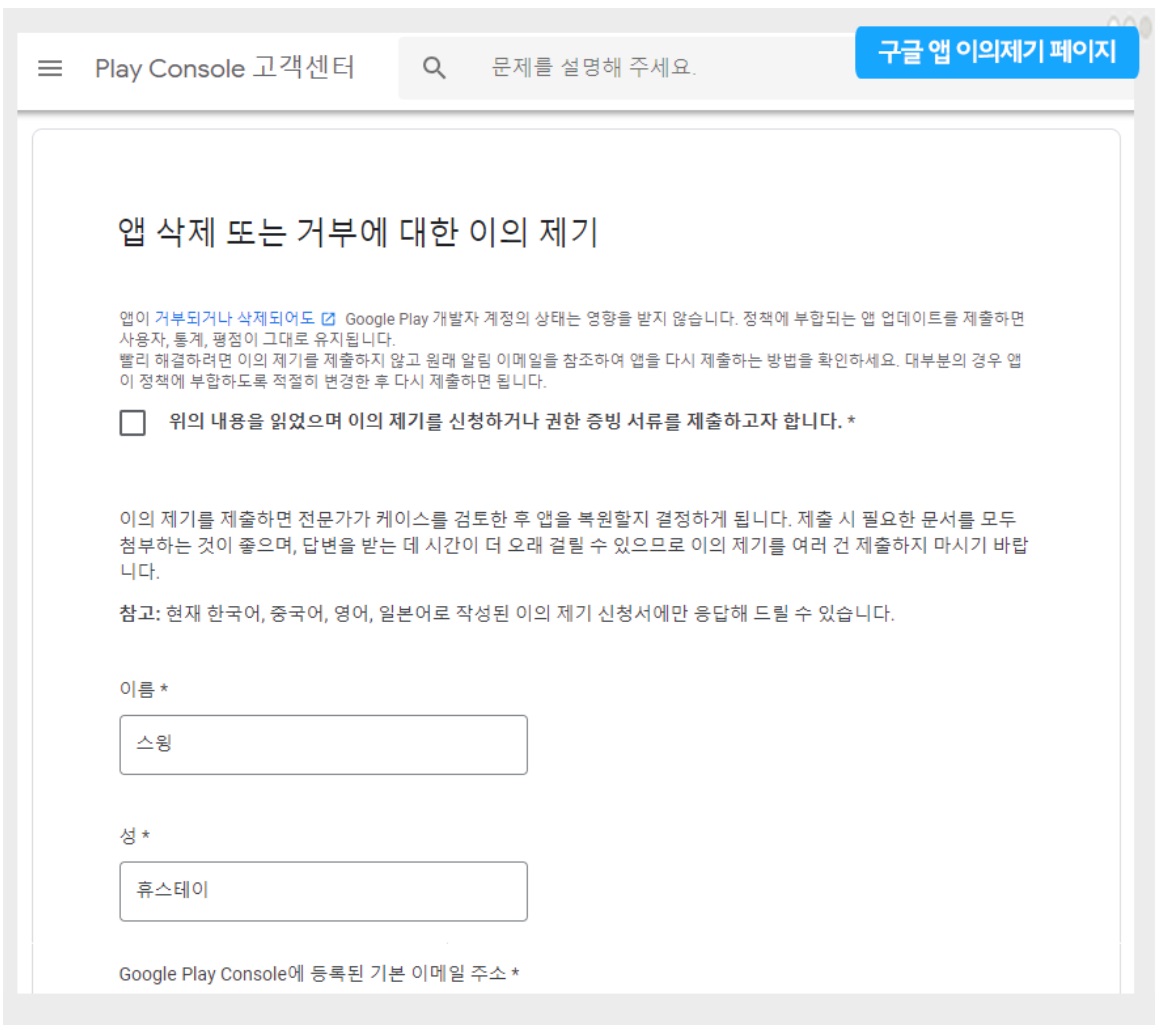 구글 앱 이의제기 페이지
Play Console 고객센터
문제를 설명해 주세요.
앱 삭제 또는 거부에 대한 이의 제기
앱이 거부되거나 삭제되어도 Google Play 개발자 계정의 상태는 영향을 받지 않습니다. 정책에 부합되는 앱 업데이트를 제출하면
사용자, 통계, 평점이 그대로 유지됩니다.
빨리 해결하려면 이의 제기를 제출하지 않고 원래 알림 이메일을 참조하여 앱을 다시 제출하는 방법을 확인하세요. 대부분의 경우 앱
이 정책에 부합하도록 적절히 변경한 후 다시 제출하면 됩니다.
위의 내용을 읽었으며 이의 제기를 신청하거나 권한 증빙 서류를 제출하고자 합니다. *
이의 제기를 제출하면 전문가가 케이스를 검토한 후 앱을 복원할지 결정하게 됩니다. 제출 시 필요한 문서를 모두
첨부하는 것이 좋으며, 답변을 받는 데 시간이 더 오래 걸릴 수 있으므로 이의 제기를 여러 건 제출하지 마시기 바랍
니다.
참고: 현재 한국어, 중국어, 영어, 일본어로 작성된 이의 제기 신청서에만 응답해 드릴 수 있습니다.
이름 *
스윙
성 *
휴스테이
Google Play Console에 등록된 기본 이메일 주소 *